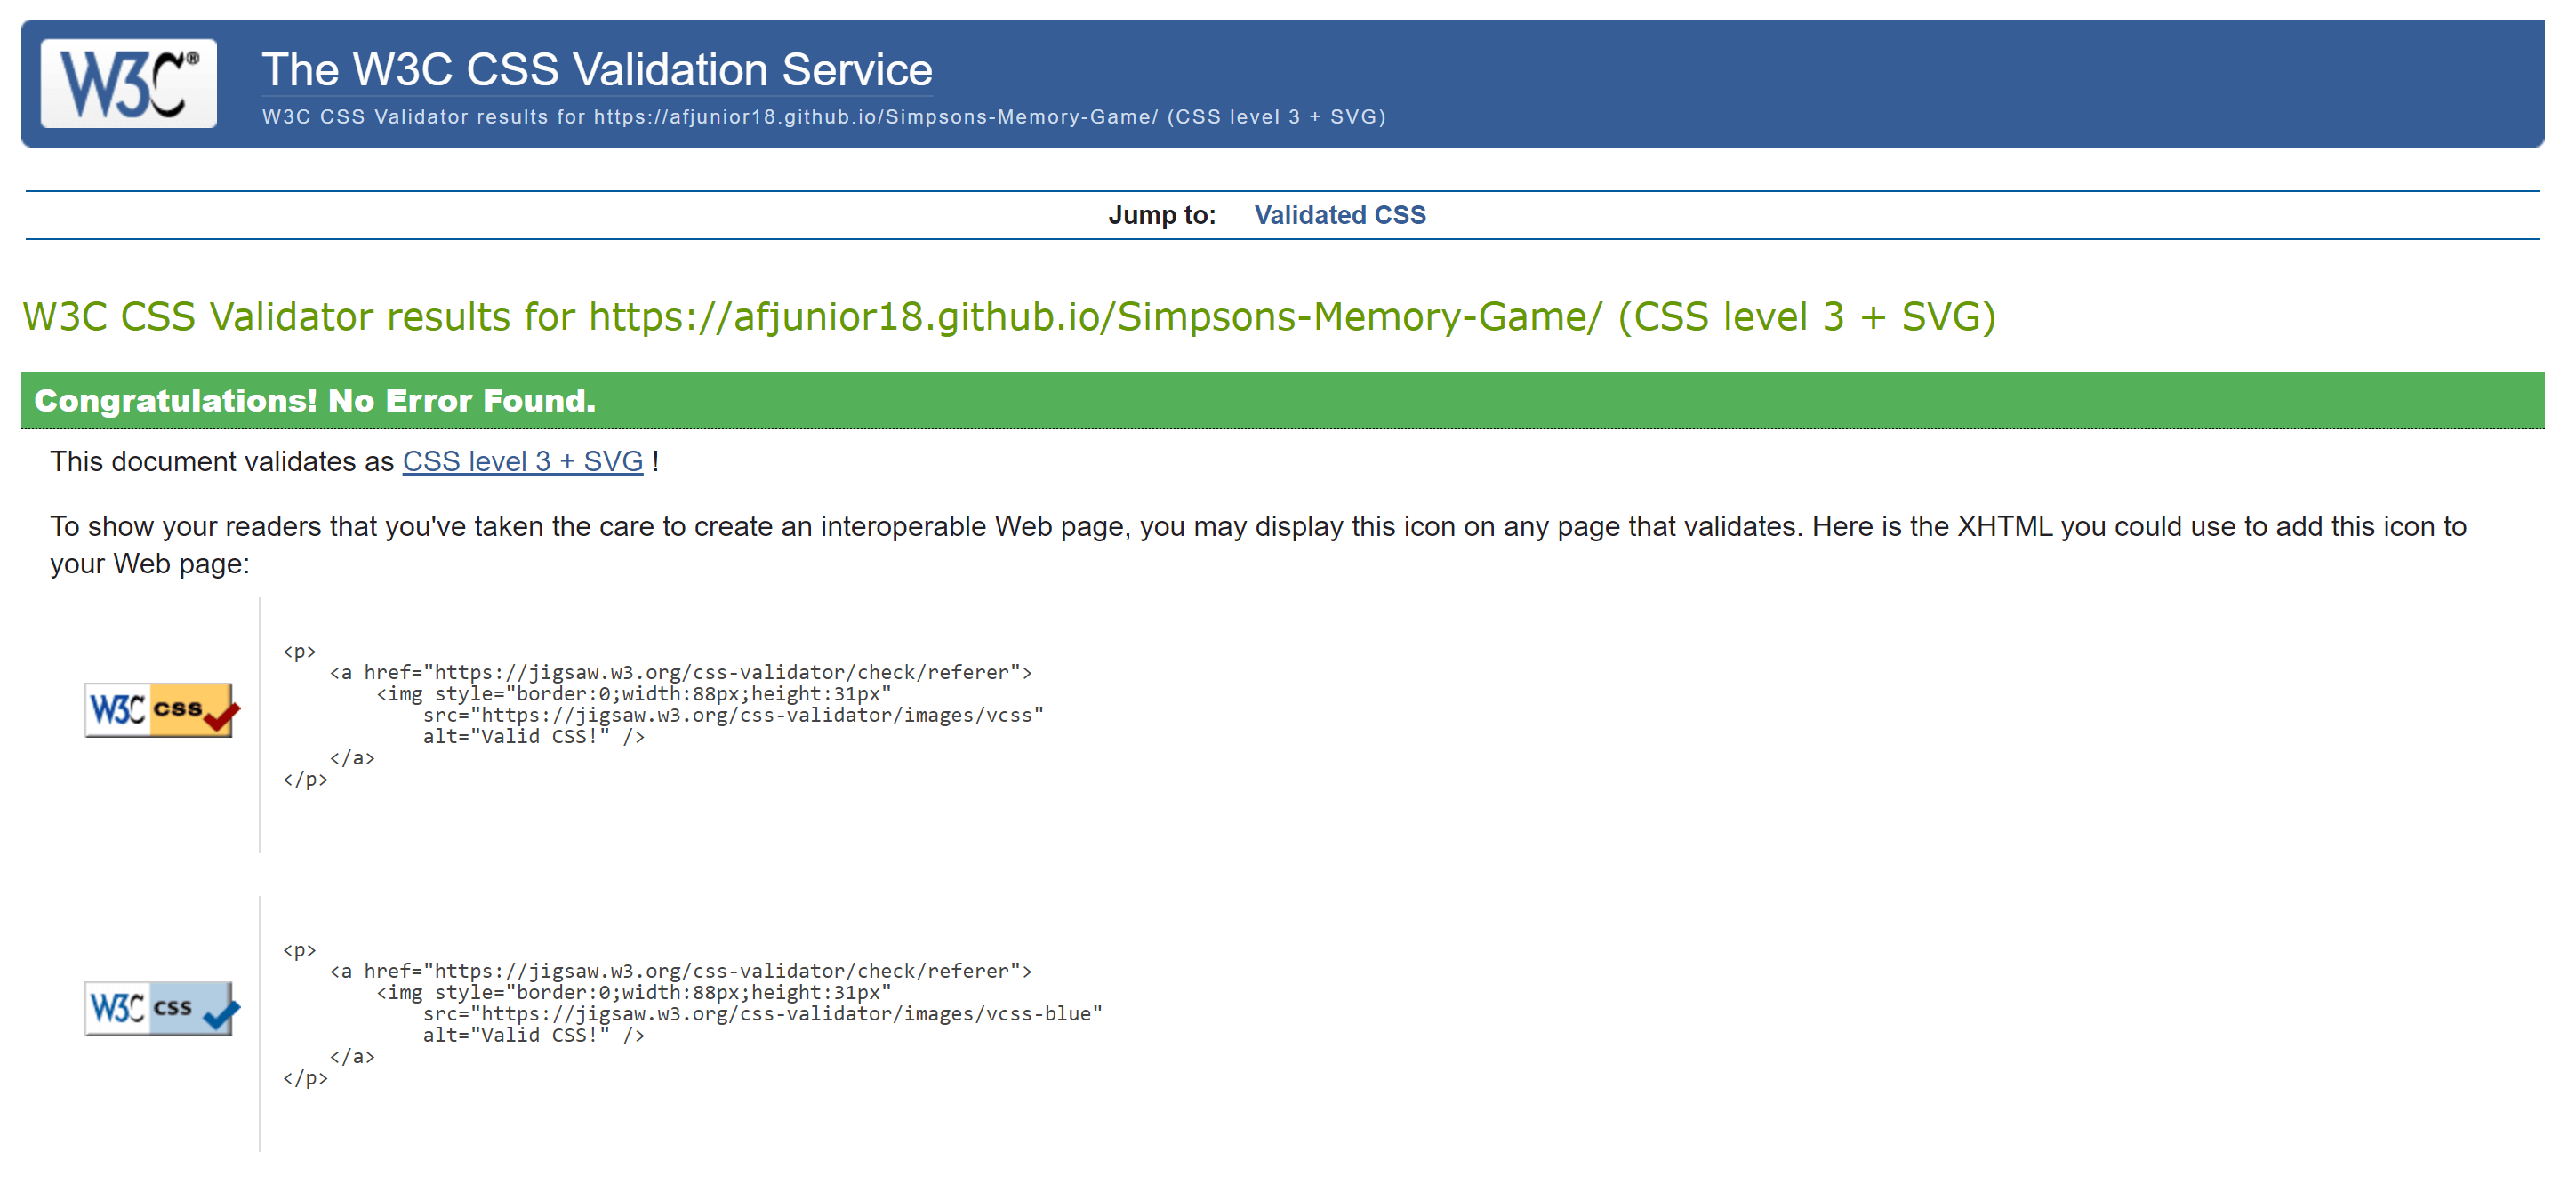 W3C®
The W3C CSS Validation Service
W3C CSS Validator results for https://afjunior18.github.io/Simpsons-Memory-Game/ (CSS level 3 + SVG)
Jump to: Validated CSS
W3C CSS Validator results for https://afjunior18.github.io/Simpsons-Memory-Game/ (CSS level 3 + SVG)
Congratulations! No Error Found.
This document validates as CSS level 3 + SVG !
To show your readers that you've taken the care to create an interoperable Web page, you may display this icon on any page that validates. Here is the XHTML you could use to add this icon to
your Web page:
W3C css
<p>
    <a href="https://jigsaw.w3.org/css-validator/check/referer">
        <img style="border:0;width:88px;height:31px"
            src="https://jigsaw.w3.org/css-validator/images/vcss"
            alt="Valid CSS!" />
    </a>
</p>
W3C css
<p>
    <a href="https://jigsaw.w3.org/css-validator/check/referer">
        <img style="border:0;width:88px;height:31px"
            src="https://jigsaw.w3.org/css-validator/images/vcss-blue"
            alt="Valid CSS!" />
    </a>
</p>